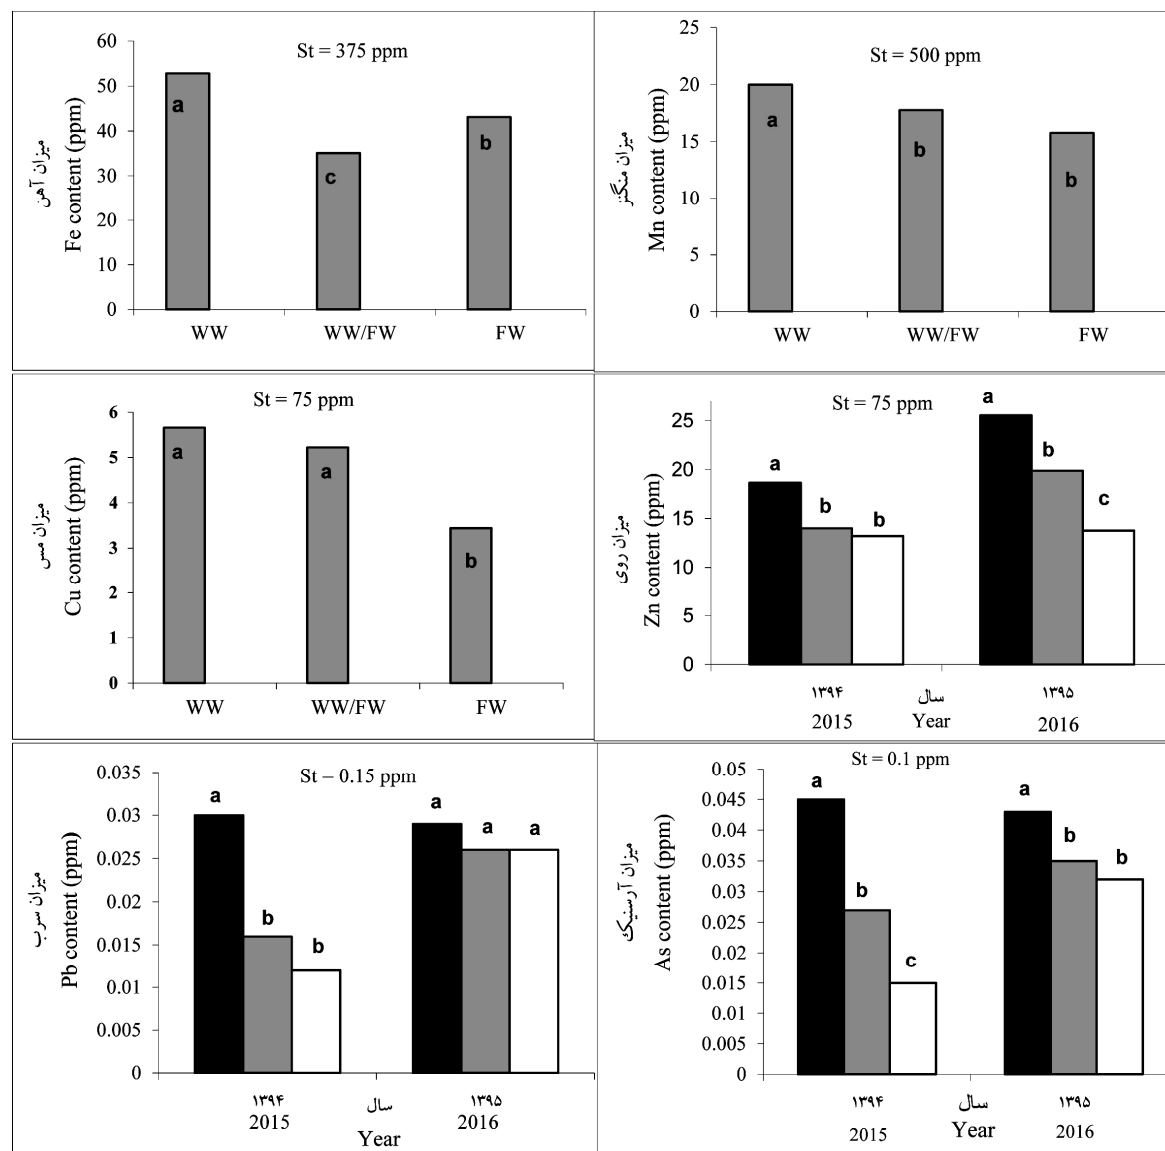 St = 375 ppm
میزان آهن
Fe content (ppm)
60
50
40
30
20
10
0
a
c
b
WW
WW/FW
FW
St = 500 ppm
میزان منگنز
Mn content (ppm)
25
20
15
10
5
0
a
b
b
WW
WW/FW
FW
St = 75 ppm
میزان مس
Cu content (ppm)
6
5
4
3
2
1
0
a
a
b
WW
WW/FW
FW
St = 75 ppm
میزان روی
Zn content (ppm)
25
20
15
10
5
0
a
b
b
a
b
c
۱۳۹۴
سال
۱۳۹۵
2015
Year
2016
St – 0.15 ppm
میزان سرب
Pb content (ppm)
0.035
0.03
0.025
0.02
0.015
0.01
0.005
0
a
b
b
a
a
a
۱۳۹۴
سال
۱۳۹۵
2015
Year
2016
St = 0.1 ppm
میزان آرسنیک
As content (ppm)
0.05
0.045
0.04
0.035
0.03
0.025
0.02
0.015
0.01
0.005
0
a
b
c
a
b
b
۱۳۹۴
سال
۱۳۹۵
2015
Year
2016